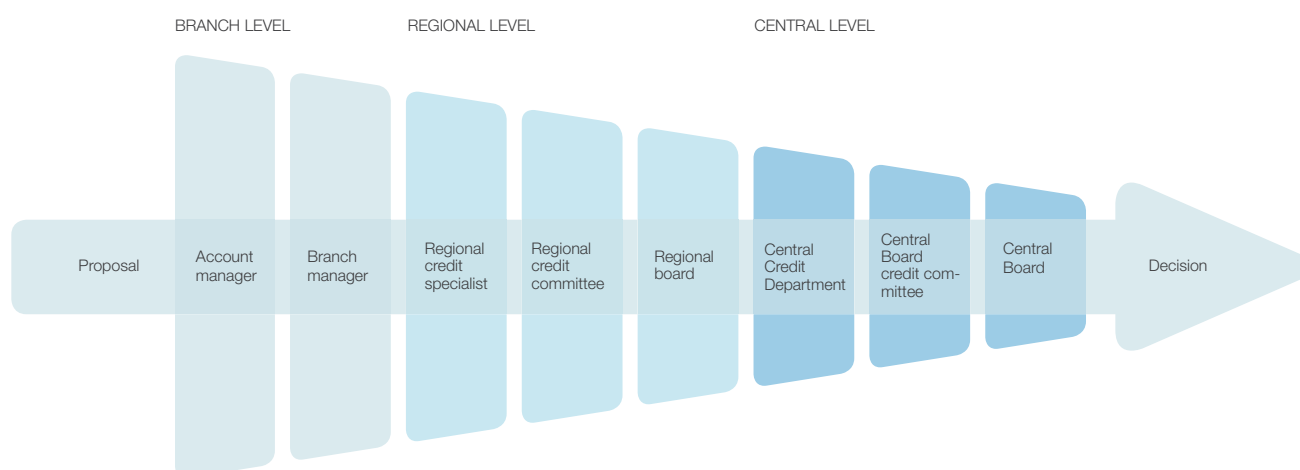 BRANCH LEVEL
REGIONAL LEVEL
CENTRAL LEVEL
Proposal
Account
manager
Branch
manager
Regional
credit
specialist
Regional
credit
committee
Regional
board
Central
Credit
Department
Central
Board
credit com-
mittee
Central
Board
Decision